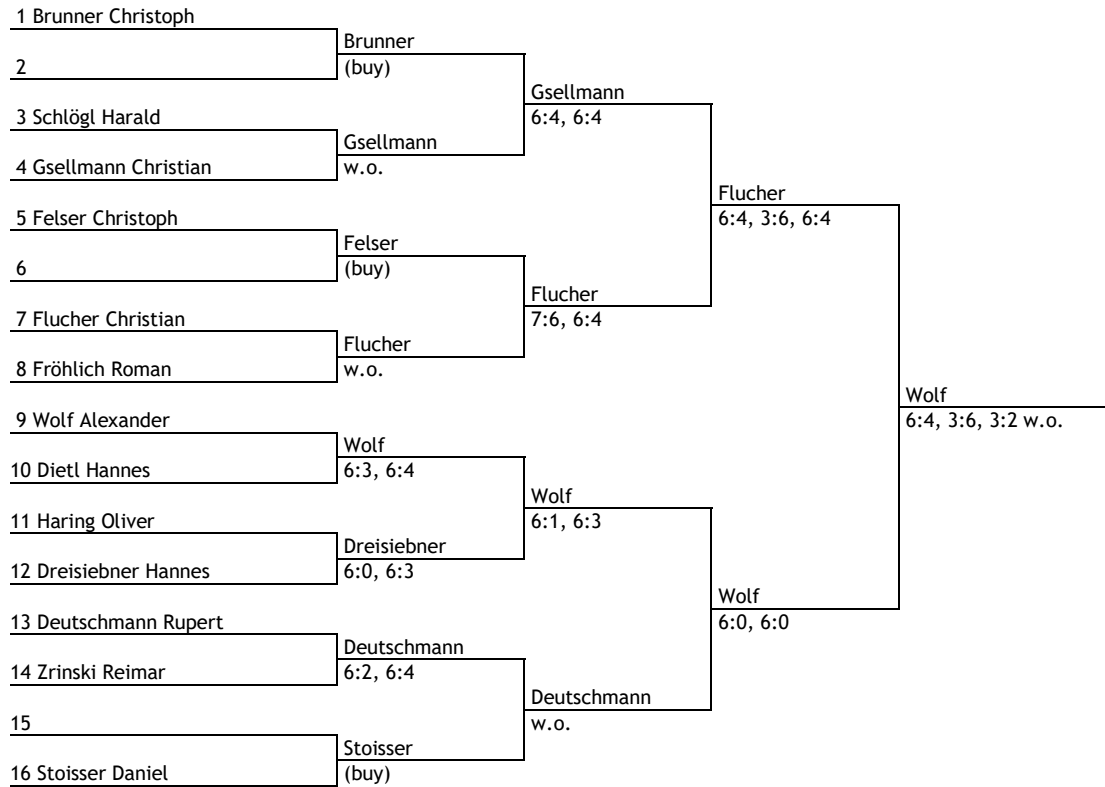 1 Brunner Christoph
2
3 Schlögl Harald
4 Gsellmann Christian
5 Felser Christoph
6
7 Flucher Christian
8 Fröhlich Roman
9 Wolf Alexander
10 Dietl Hannes
11 Haring Oliver
12 Dreisiebner Hannes
13 Deutschmann Rupert
14 Zrinski Reimar
15
16 Stoisser Daniel
Brunner
(buy)
Gsellmann
w.o.
Felser
(buy)
Flucher
w.o.
Wolf
6:3, 6:4
Dreisiebner
6:0, 6:3
Deutschmann
6:2, 6:4
Stoisser
(buy)
Gsellmann
6:4, 6:4
Flucher
7:6, 6:4
Wolf
6:1, 6:3
Deutschmann
w.o.
Flucher
6:4, 3:6, 6:4
Wolf
6:0, 6:0
Wolf
6:4, 3:6, 3:2 w.o.